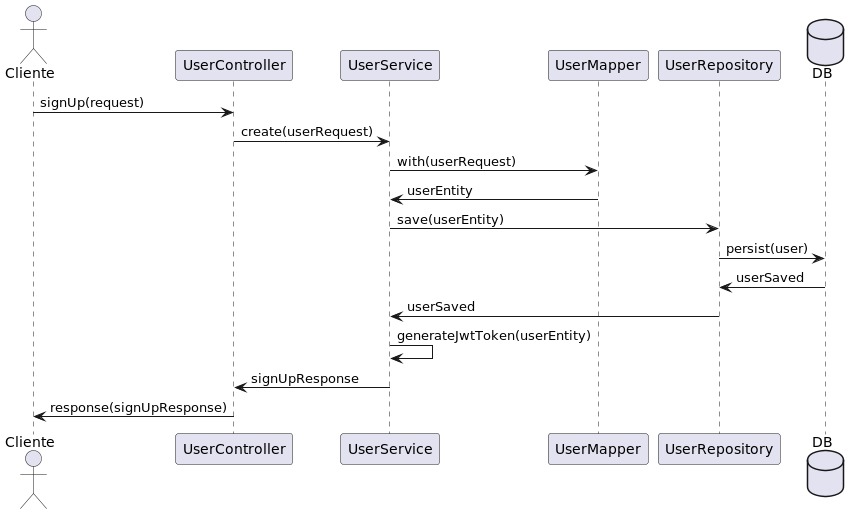 Cliente
UserController
UserService
UserMapper
UserRepository
DB
signUp(request)
create(userRequest)
with(userRequest)
userEntity
save(userEntity)
persist(user)
userSaved
userSaved
generateJwtToken(userEntity)
signUpResponse
response(signUpResponse)
Cliente
UserController
UserService
UserMapper
UserRepository
DB